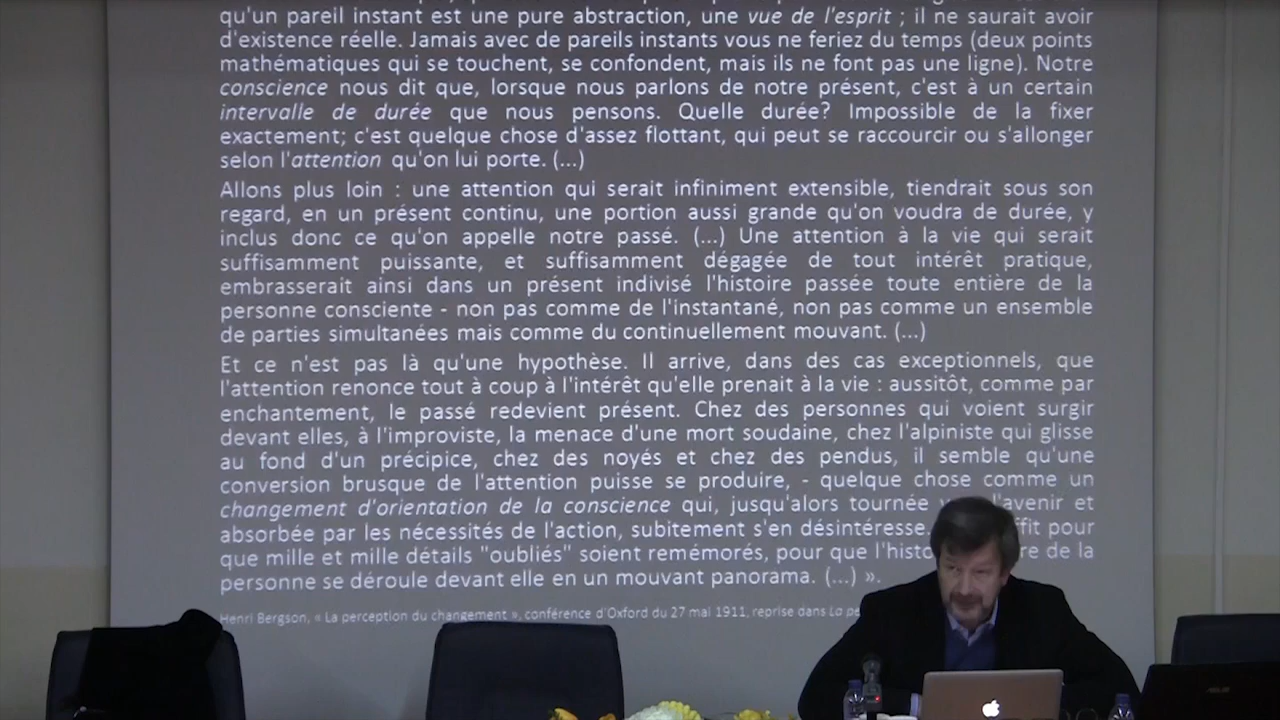 qu'un pareil instant est une pure abstraction, une vue de l'esprit ; il ne saurait avoir
d'existence réelle. Jamais avec de pareils instants vous ne feriez du temps (deux points
mathématiques qui se touchent, se confondent, mais ils ne font pas une ligne). Notre
conscience nous dit que, lorsque nous parlons de notre présent, c'est à un certain
intervalle de durée que nous pensons. Quelle durée? Impossible de la fixer
exactement; c'est quelque chose d'assez flottant, qui peut se raccourcir ou s'allonger
selon l'attention qu'on lui porte. (...)
Allons plus loin : une attention qui serait infiniment extensible, tiendrait sous son
regard, en un présent continu, une portion aussi grande qu'on voudra de durée, y
inclus donc ce qu'on appelle notre passé. (...) Une attention à la vie qui serait
suffisamment puissante, et suffisamment dégagée de tout intérêt pratique,
embrasserait ainsi dans un présent indivisé l'histoire passée toute entière de la
personne consciente - non pas comme de l'instantané, non pas comme un ensemble
de parties simultanées mais comme du continuellement mouvant. (...)
Et ce n'est pas là qu'une hypothèse. Il arrive, dans des cas exceptionnels, que
l'attention renonce tout à coup à l'intérêt qu'elle prenait à la vie : aussitôt, comme par
enchantement, le passé redevient présent. Chez des personnes qui voient surgir
devant elles, à l'improviste, la menace d'une mort soudaine, chez l'alpiniste qui glisse
au fond d'un précipice, chez des noyés et chez des pendus, il semble qu'une
conversion brusque de l'attention puisse se produire, - quelque chose comme un
changement d'orientation de la conscience qui, jusqu'alors tournée l'avenir et
absorbée par les nécessités de l'action, subitement s'en désintéresse. pour
que mille et mille détails "oubliés" soient remémorés, pour que de la
personne se déroule devant elle en un mouvant panorama. (...) ».
Henri Bergson, « La perception du changement », conférence d'Oxford du 27 mai 1911, reprise dans La